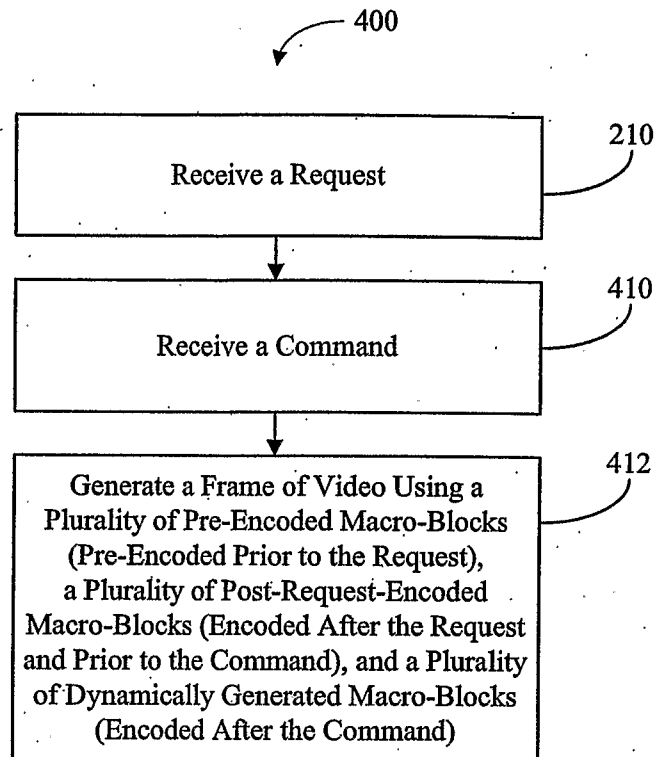 400
210
Receive a Request
410
Receive a Command
412
Generate a Frame of Video Using a
Plurality of Pre-Encoded Macro-Blocks
(Pre-Encoded Prior to the Request),
a Plurality of Post-Request-Encoded
Macro-Blocks (Encoded After the Request
and Prior to the Command), and a Plurality
of Dynamically Generated Macro-Blocks
(Encoded After the Command)